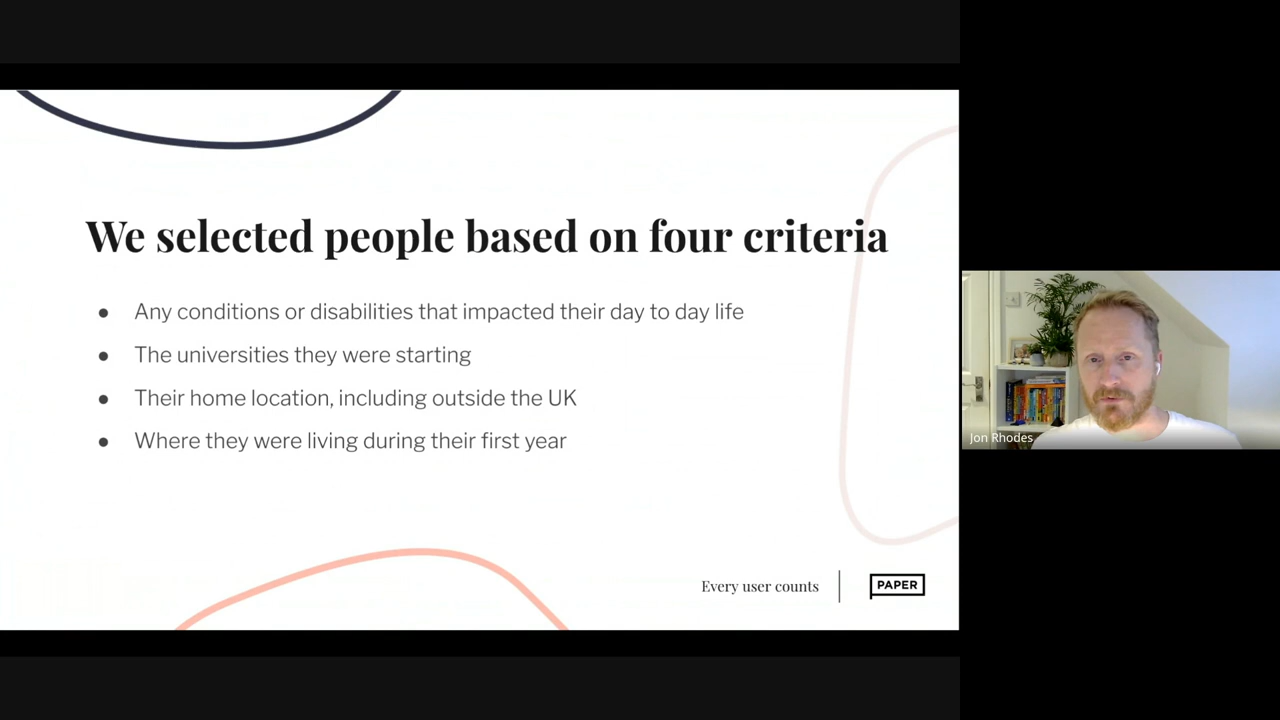 We selected people based on four criteria
● Any conditions or disabilities that impacted their day to day life
● The universities they were starting
● Their home location, including outside the UK
● Where they were living during their first year
Every user counts
PAPER
Jon Rhodes